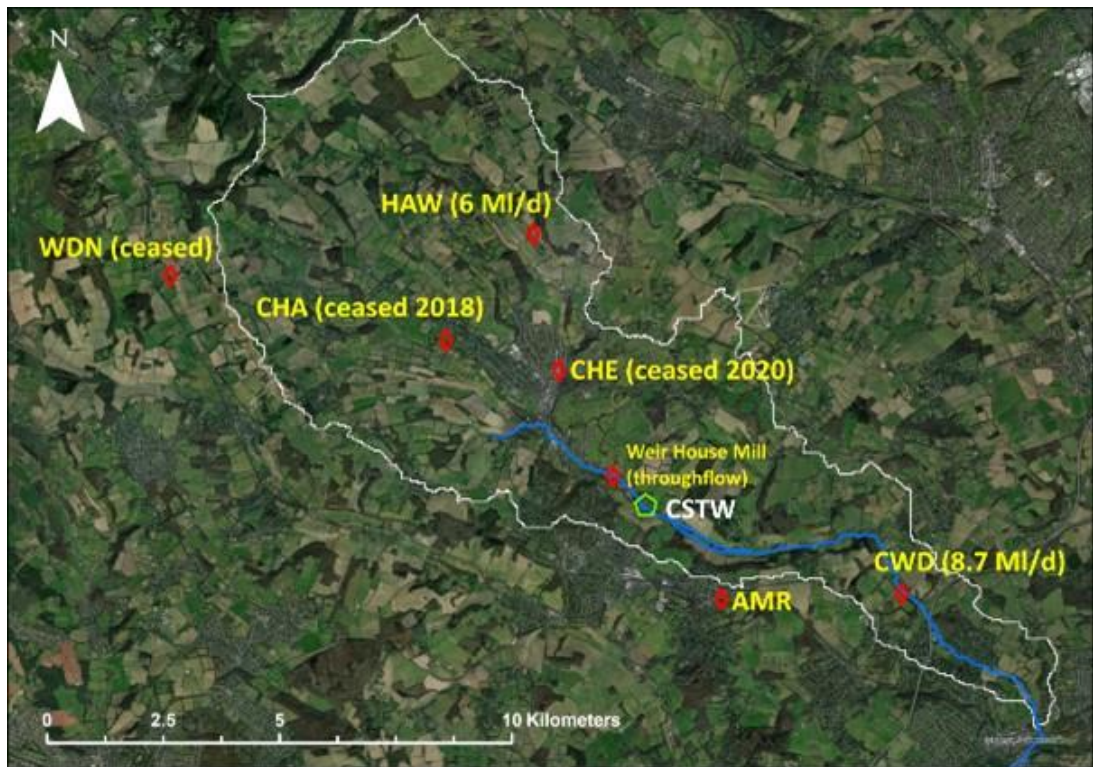 N
HAW (6 Ml/d)
WDN (ceased)
CHA (ceased 2018)
CHE (ceased 2020)
Weir House Mill
(throughflow)
CSTW
CWD (8.7 Ml/d)
AMR
0 2.5 5 10 Kilometers